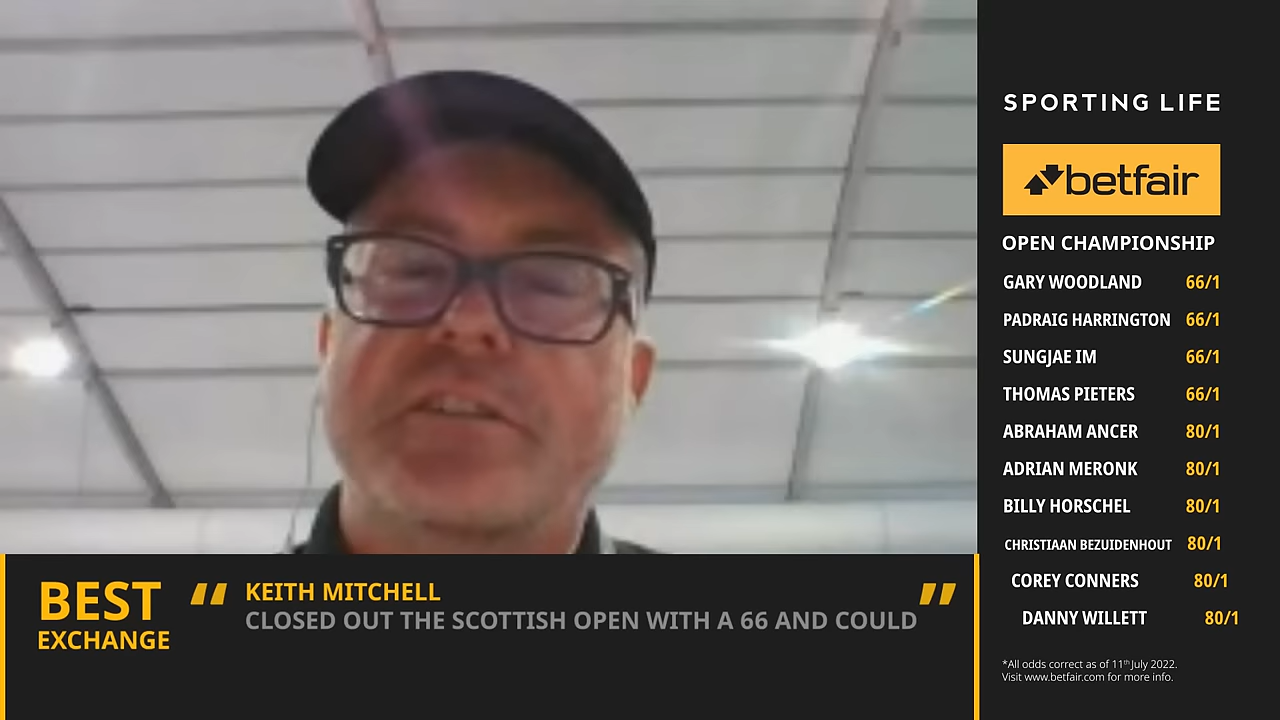 SPORTING LIFE
betfair
OPEN CHAMPIONSHIP
GARY WOODLAND 66/1
PADRAIG HARRINGTON 66/1
SUNGJAE IM 66/1
THOMAS PIETERS 66/1
ABRAHAM ANCER 80/1
ADRIAN MERONK 80/1
BILLY HORSCHEL 80/1
CHRISTIAAN BEZUIDENHOUT 80/1
COREY CONNERS 80/1
DANNY WILLETT 80/1
*All odds correct as of 11th July 2022.
Visit www.betfair.com for more info.
BEST
EXCHANGE
" KEITH MITCHELL "
CLOSED OUT THE SCOTTISH OPEN WITH A 66 AND COULD